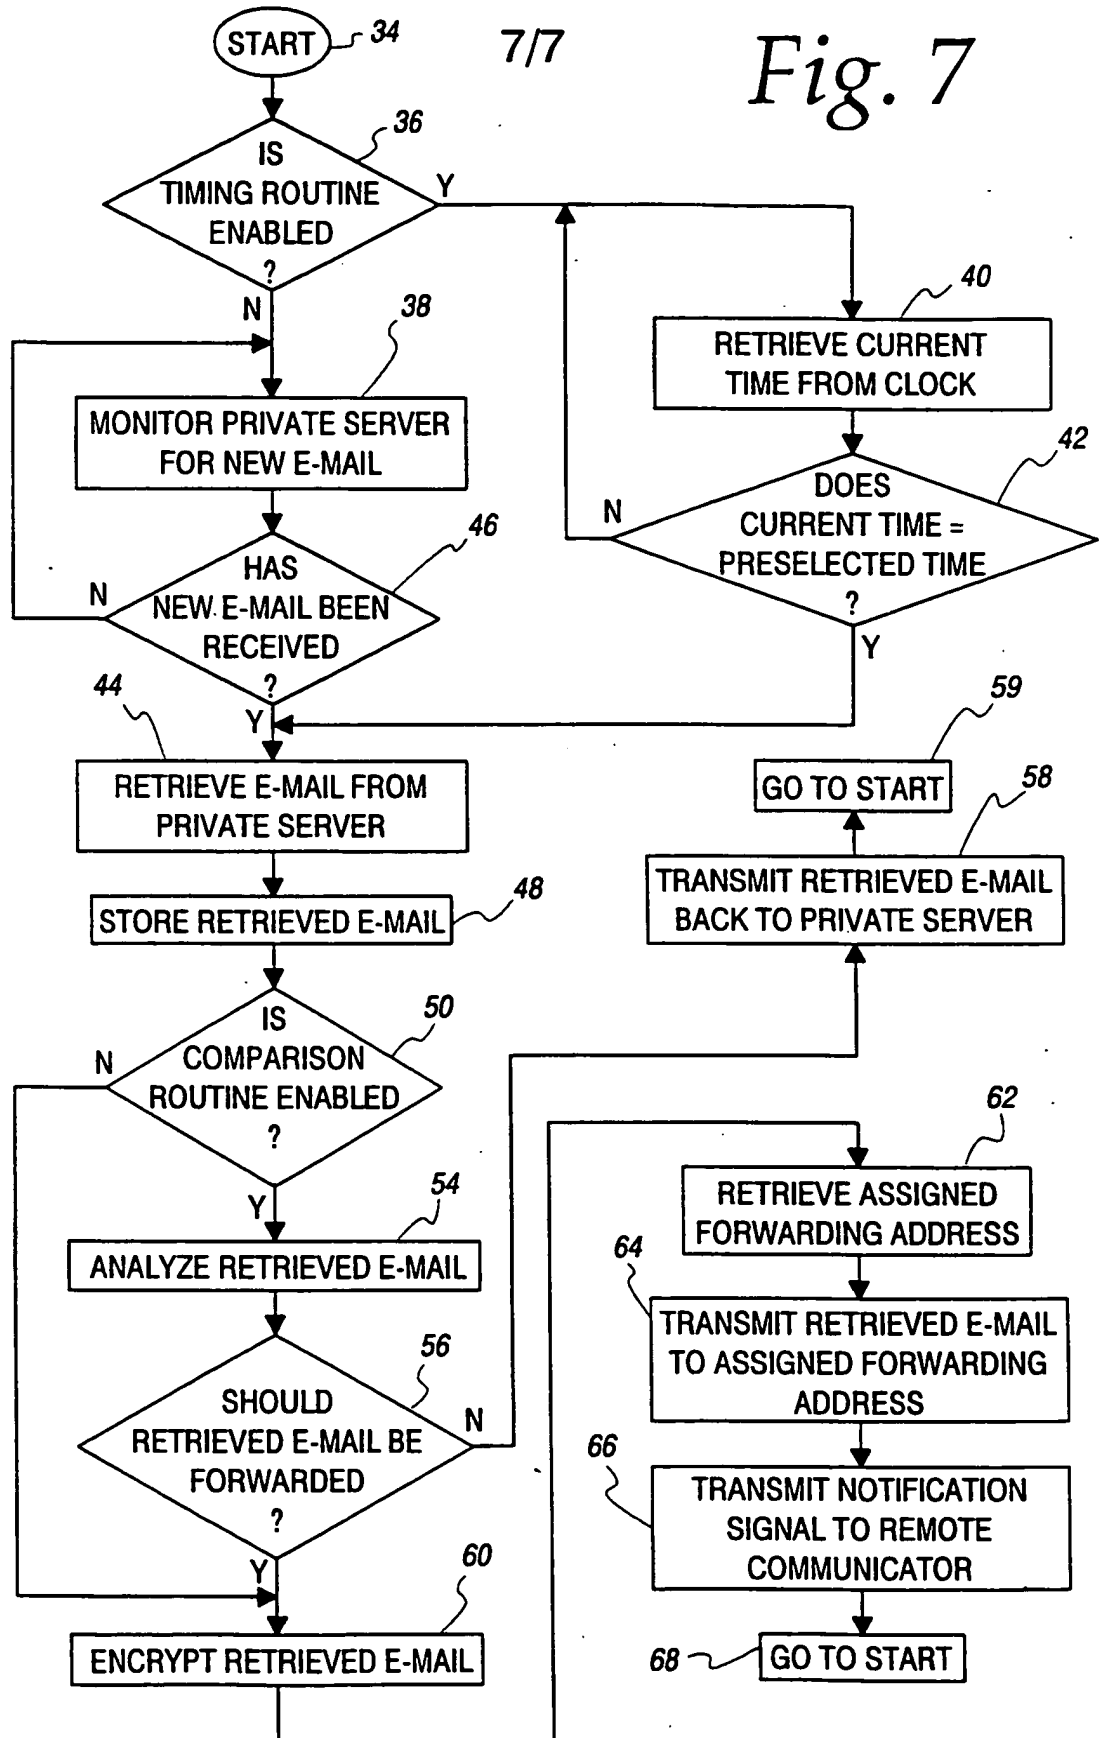 START
34
7/7
Fig. 7
36
IS
TIMING ROUTINE
ENABLED
?
Y
N
38
MONITOR PRIVATE SERVER
FOR NEW E-MAIL
46
HAS
NEW E-MAIL BEEN
RECEIVED
?
N
Y
40
RETRIEVE CURRENT
TIME FROM CLOCK
42
DOES
CURRENT TIME =
PRESELECTED TIME
?
N
Y
44
RETRIEVE E-MAIL FROM
PRIVATE SERVER
STORE RETRIEVED E-MAIL
48
50
IS
COMPARISON
ROUTINE ENABLED
?
N
Y
54
ANALYZE RETRIEVED E-MAIL
56
SHOULD
RETRIEVED E-MAIL BE
FORWARDED
?
N
Y
60
ENCRYPT RETRIEVED E-MAIL
59
GO TO START
58
TRANSMIT RETRIEVED E-MAIL
BACK TO PRIVATE SERVER
62
RETRIEVE ASSIGNED
FORWARDING ADDRESS
64
TRANSMIT RETRIEVED E-MAIL
TO ASSIGNED FORWARDING
ADDRESS
66
TRANSMIT NOTIFICATION
SIGNAL TO REMOTE
COMMUNICATOR
68
GO TO START